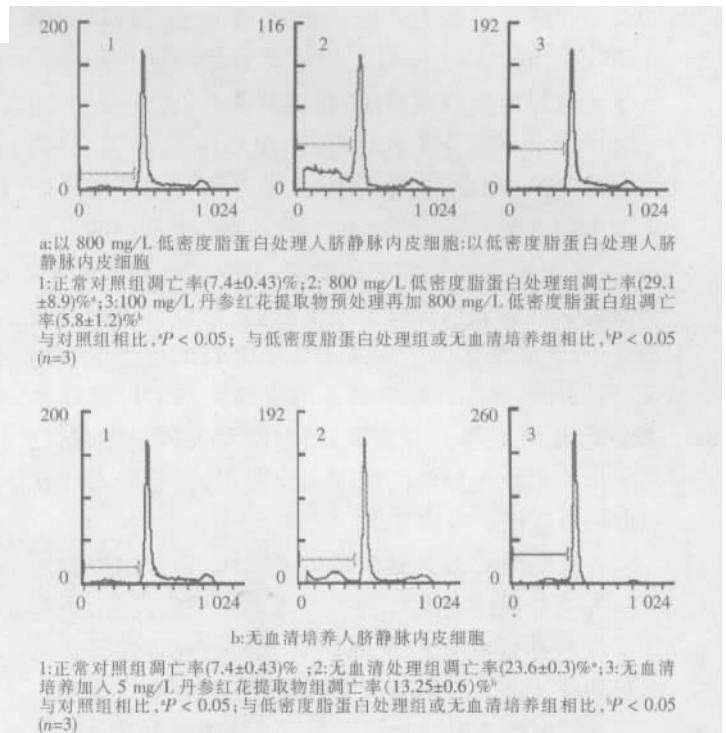 200
116
192
1
2
3
0
0
0
0
1 024
0
1 024
0
1 024
a:以 800 mg/L 低密度脂蛋白处理人脐静脉内皮细胞:以低密度脂蛋白处理人脐
静脉内皮细胞
1:正常对照组凋亡率(7.4±0.43)%;2: 800 mg/L 低密度脂蛋白处理组凋亡率(29.1
±8.9)%ᵃ;3:100 mg/L 丹参红花提取物预处理再加 800 mg/L 低密度脂蛋白组凋亡
率(5.8±1.2)%ᵇ
与对照组相比,ᵃP < 0.05; 与低密度脂蛋白处理组或无血清培养组相比,ᵇP < 0.05
(n=3)
200
192
260
1
2
3
0
0
0
0
1 024
0
1 024
0
1 024
b:无血清培养人脐静脉内皮细胞
1:正常对照组凋亡率(7.4±0.43)% ;2:无血清处理组凋亡率(23.6±0.3)%ᵃ;3:无血清
培养加入 5 mg/L 丹参红花提取物组凋亡率(13.25±0.6)%ᵇ
与对照组相比,ᵃP < 0.05;与低密度脂蛋白处理组或无血清培养组相比,ᵇP < 0.05
(n=3)